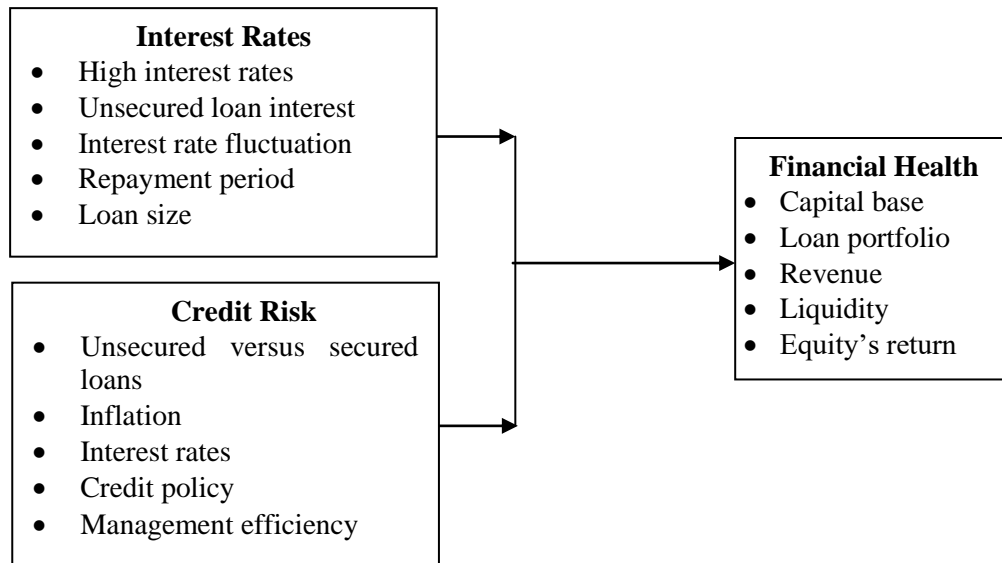 Interest Rates
• High interest rates
• Unsecured loan interest
• Interest rate fluctuation
• Repayment period
• Loan size
Credit Risk
• Unsecured versus secured
loans
• Inflation
• Interest rates
• Credit policy
• Management efficiency
Financial Health
• Capital base
• Loan portfolio
• Revenue
• Liquidity
• Equity’s return